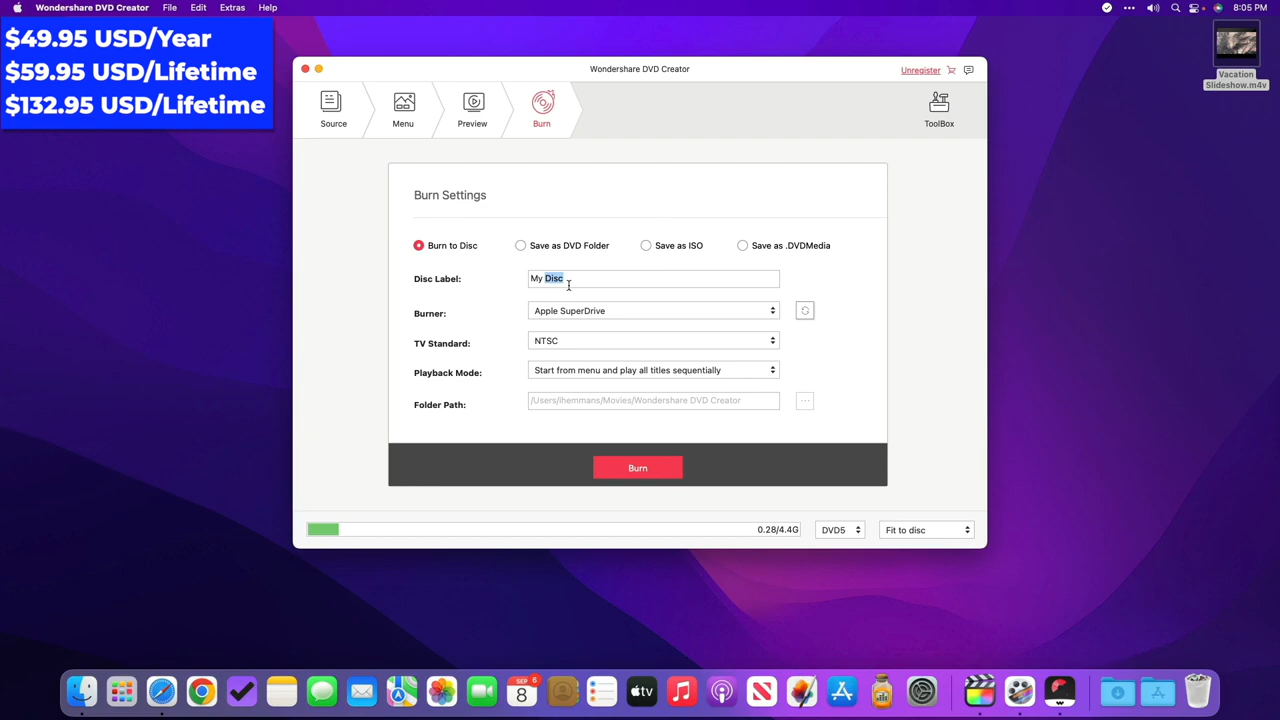 Wondershare DVD Creator File Edit Extras Help 8:05 PM
$49.95 USD/Year
$59.95 USD/Lifetime
$132.95 USD/Lifetime
Vacation
Slideshow.m4v
Wondershare DVD Creator
Unregister
Source Menu Preview Burn ToolBox
Burn Settings
Burn to Disc Save as DVD Folder Save as ISO Save as .DVDMedia
Disc Label: My Disc
Burner: Apple SuperDrive
TV Standard: NTSC
Playback Mode: Start from menu and play all titles sequentially
Folder Path: /Users/ihemmans/Movies/Wondershare DVD Creator
Burn
0.28/4.4G DVD5 Fit to disc
SEP 6
8
tv